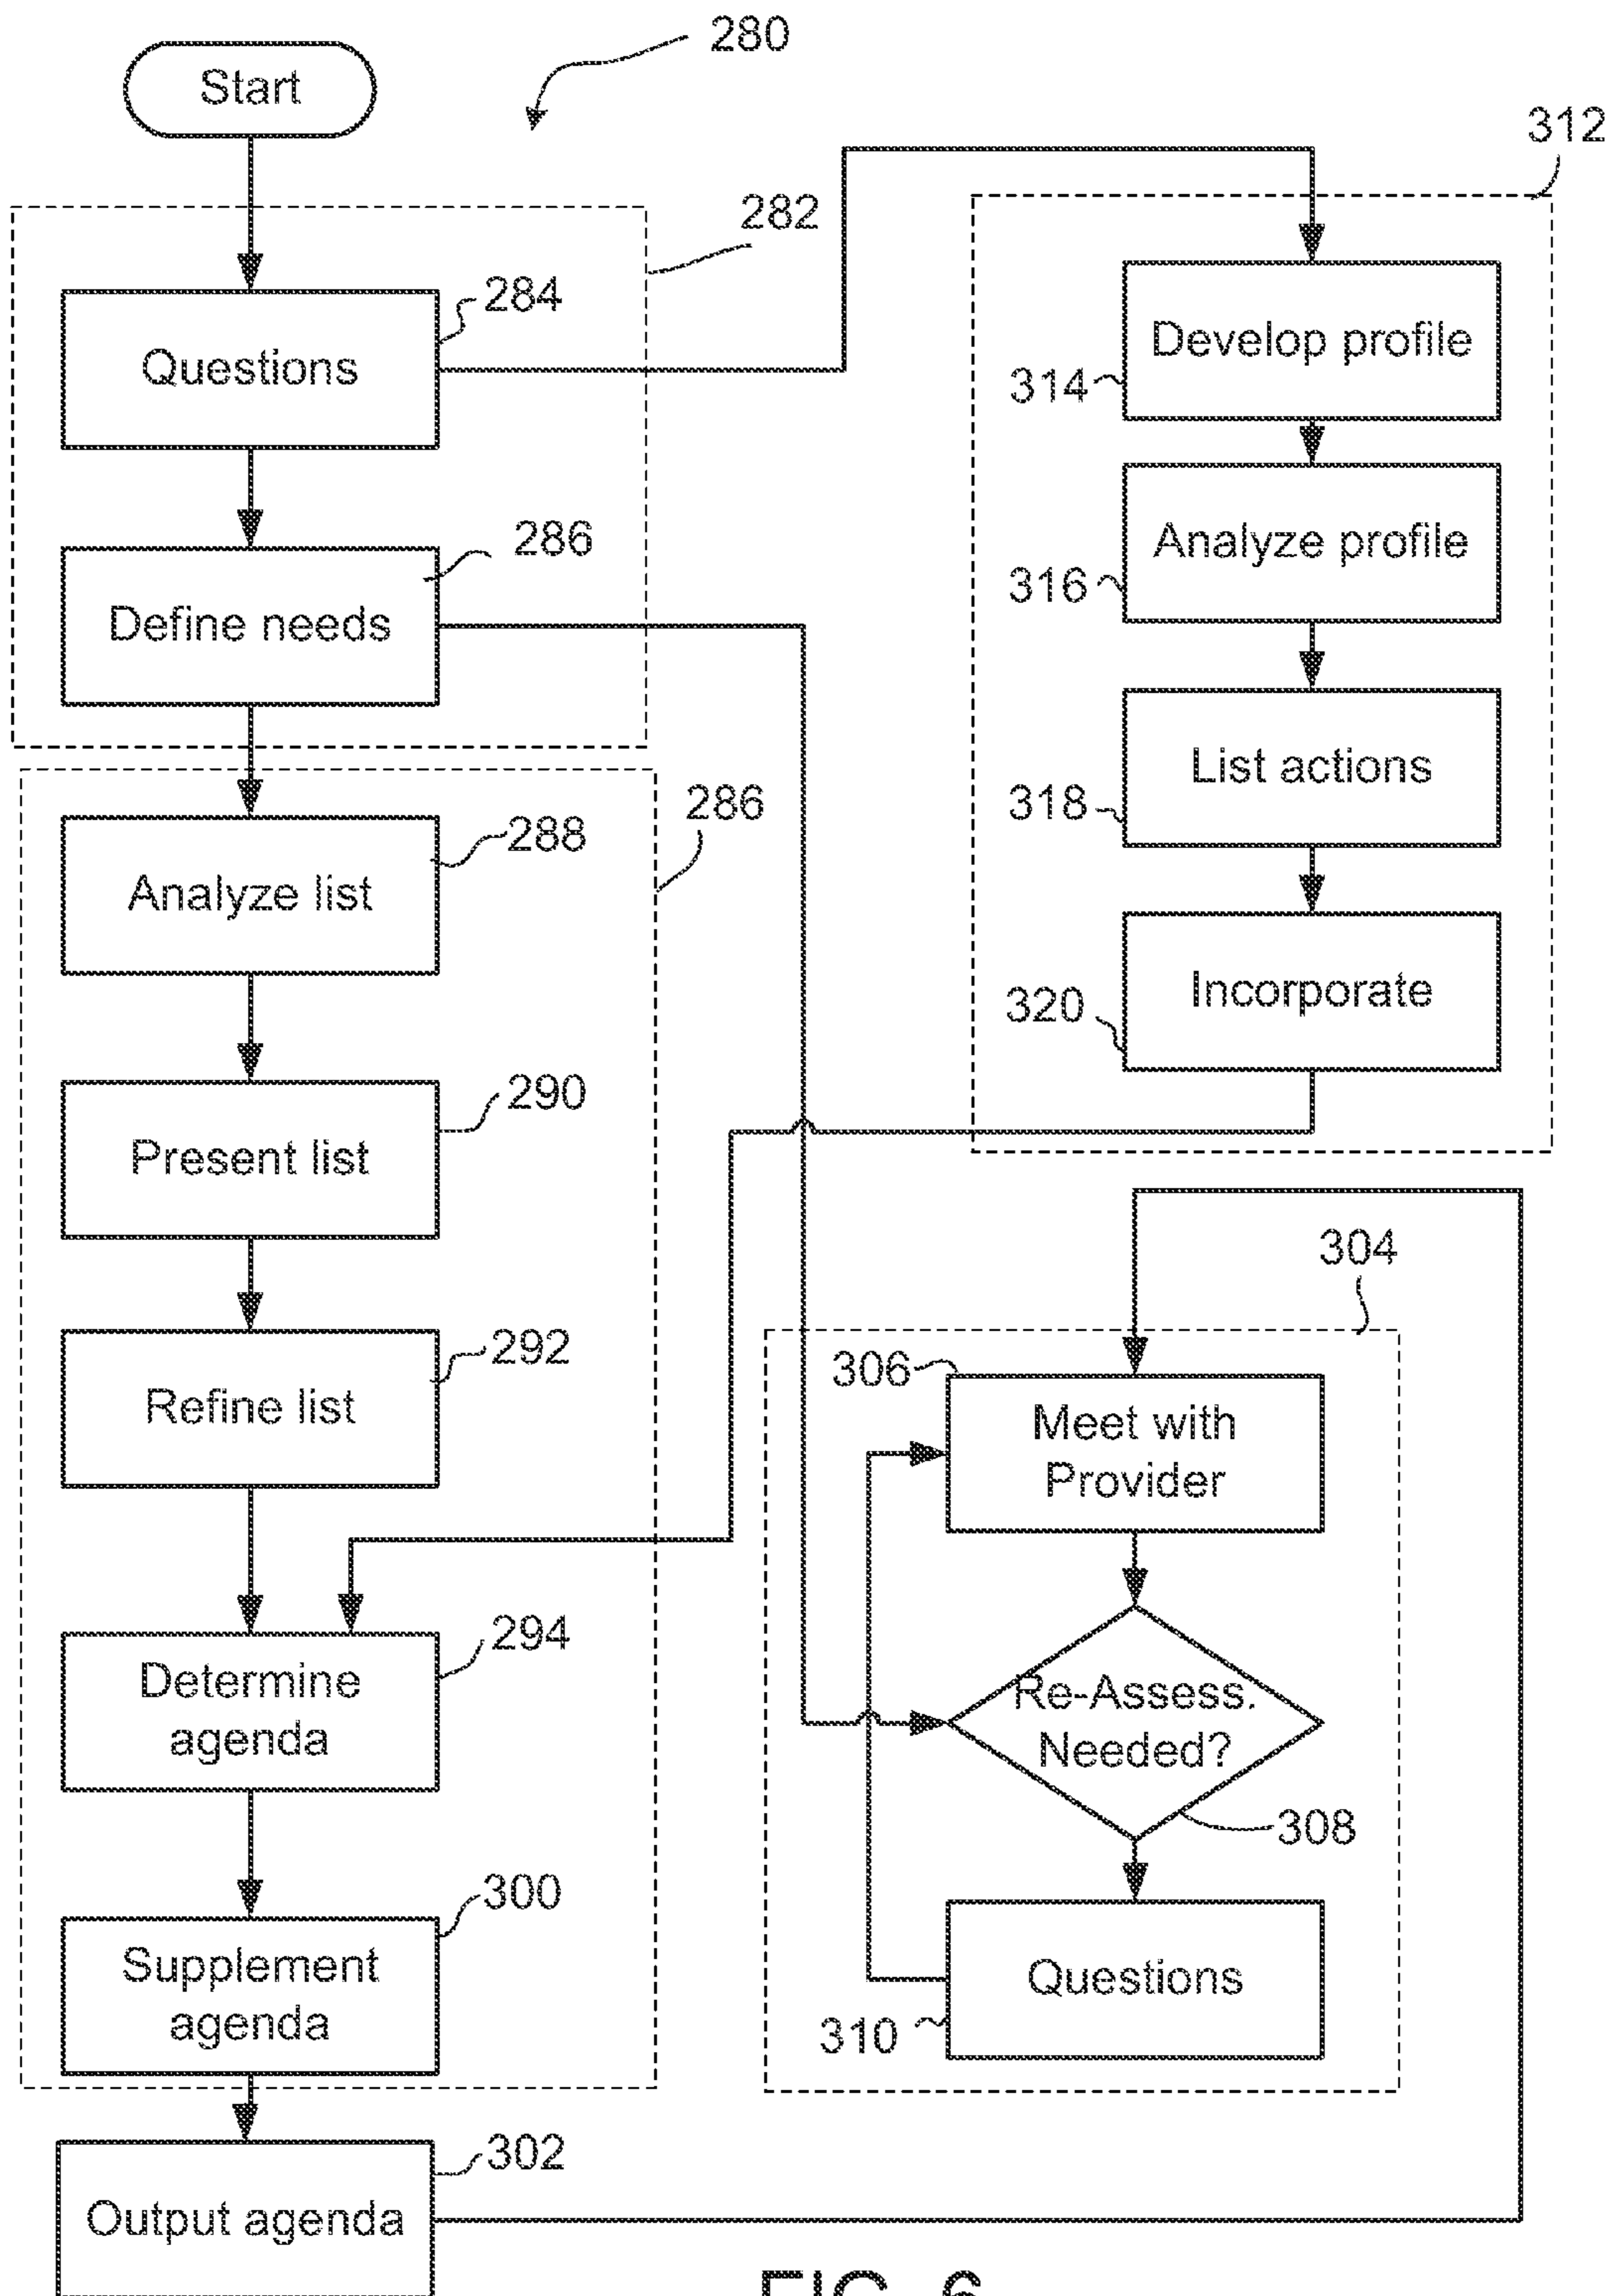 280
Start
312
282
284
Questions
Develop profile
314
286
Define needs
Analyze profile
316
286
288
Analyze list
List actions
318
290
Present list
Incorporate
320
304
292
Refine list
306
Meet with
Provider
294
Determine
agenda
Re-Assess.
Needed?
308
300
Supplement
agenda
Questions
310
302
Output agenda
FIG. 6